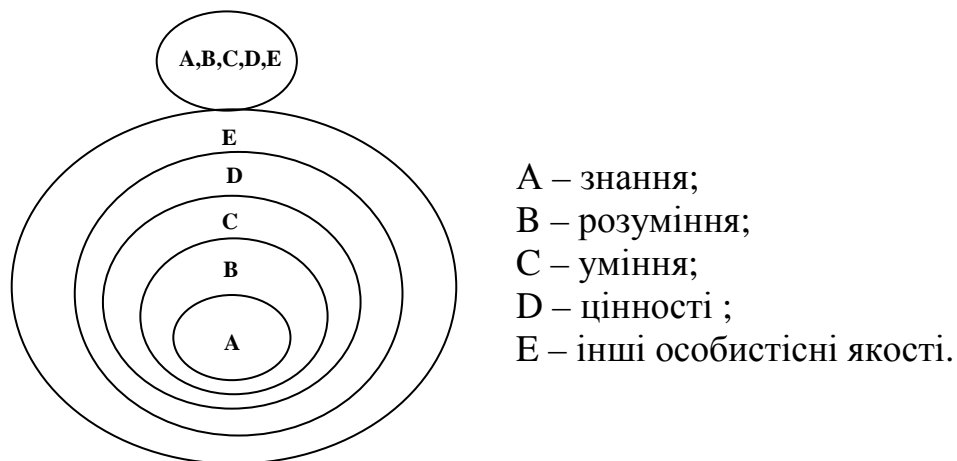 A,B,C,D,E
E
D
C
B
A
A – знання;
B – розуміння;
C – уміння;
D – цінності ;
E – інші особистісні якості.